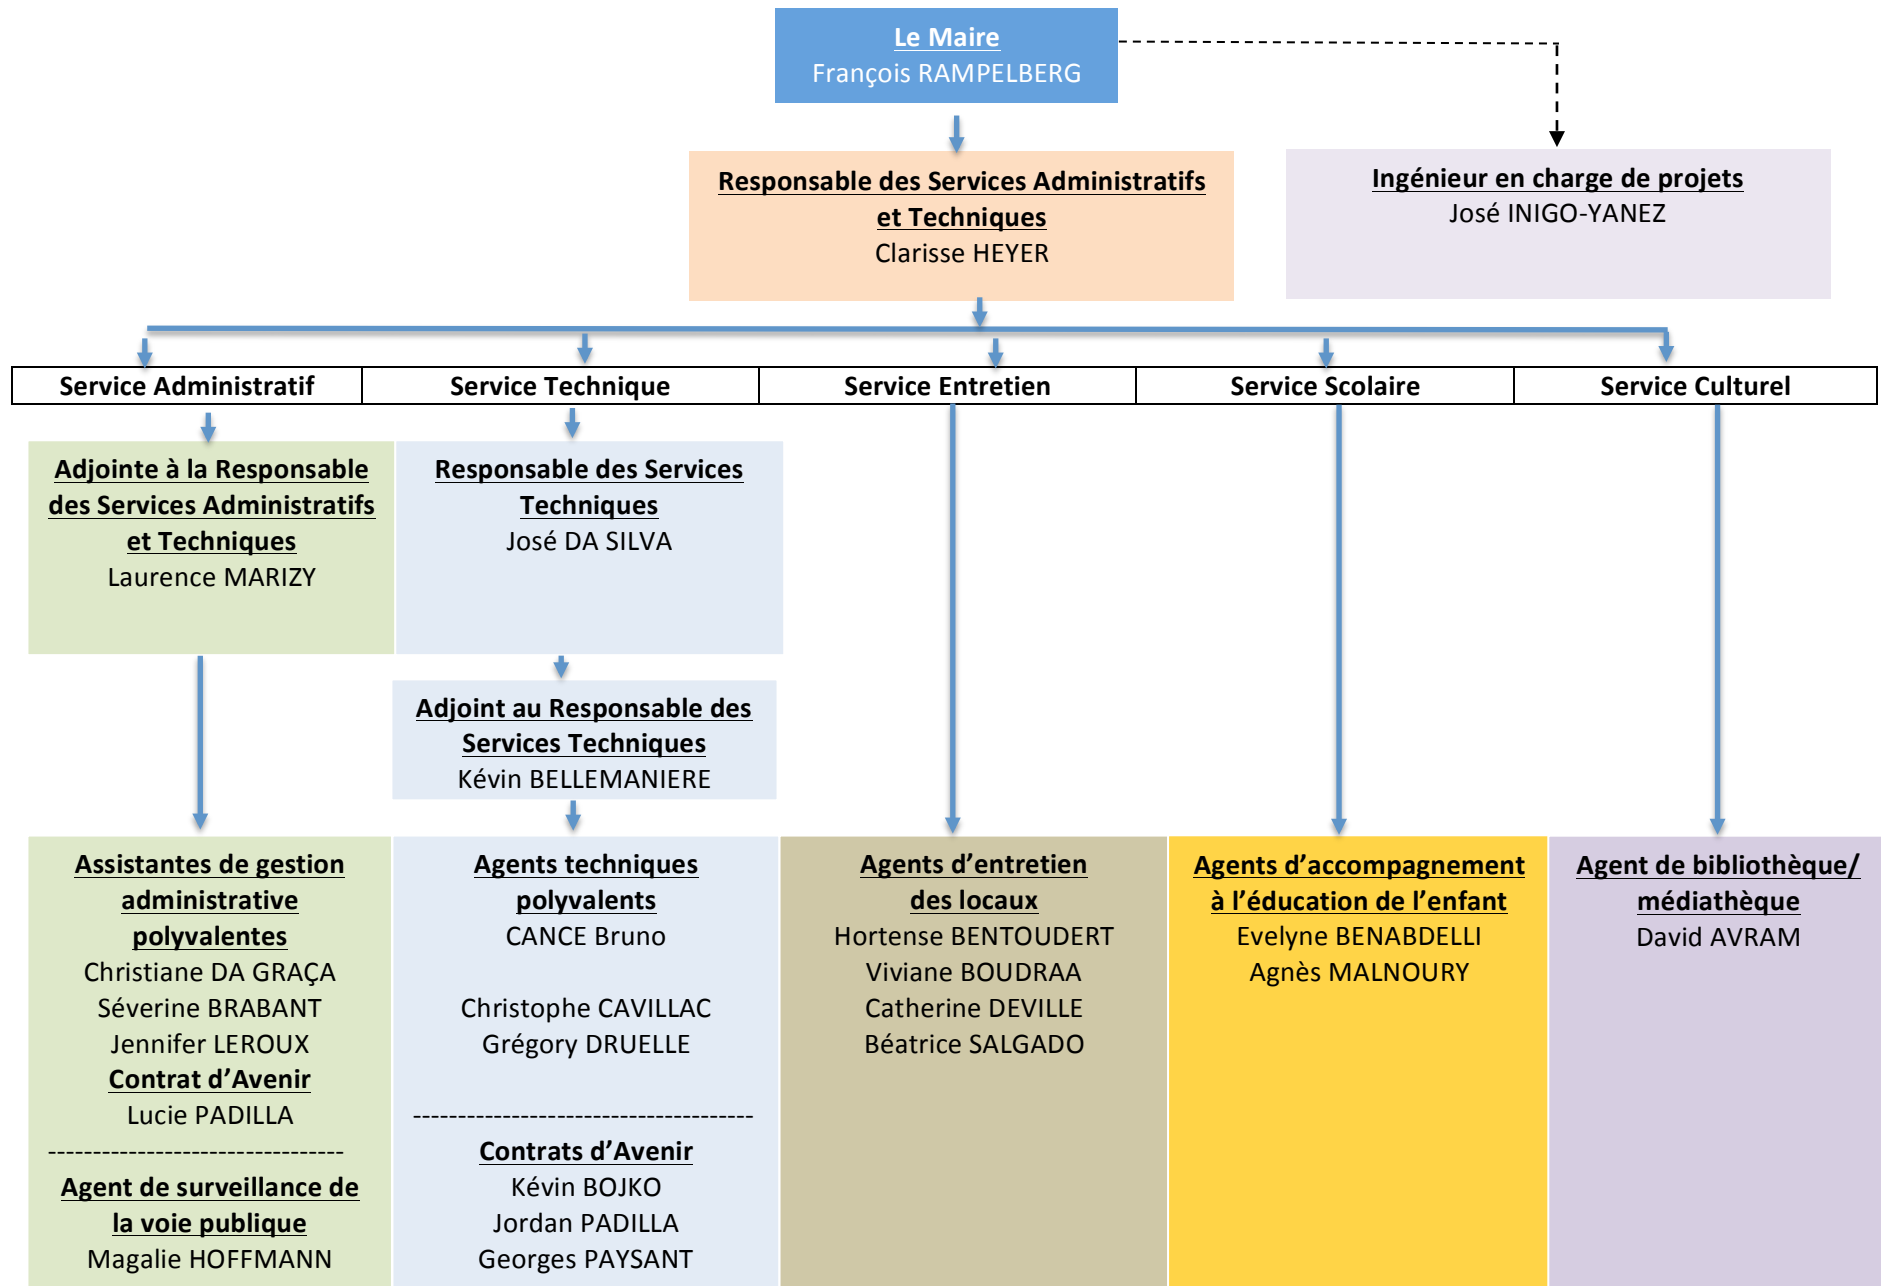 Le Maire
François RAMPELBERG
Responsable des Services Administratifs
et Techniques
Clarisse HEYER
Ingénieur en charge de projets
José INIGO-YANEZ
Service Administratif
Service Technique
Service Entretien
Service Scolaire
Service Culturel
Adjointe à la Responsable
des Services Administratifs
et Techniques
Laurence MARIZY
Responsable des Services
Techniques
José DA SILVA
Adjoint au Responsable des
Services Techniques
Kévin BELLEMANIERE
Assistantes de gestion
administrative
polyvalentes
Christiane DA GRAÇA
Séverine BRABANT
Jennifer LEROUX
Contrat d’Avenir
Lucie PADILLA
---------------------------------
Agent de surveillance de
la voie publique
Magalie HOFFMANN
Agents techniques
polyvalents
CANCE Bruno
Christophe CAVILLAC
Grégory DRUELLE
--------------------------------------
Contrats d’Avenir
Kévin BOJKO
Jordan PADILLA
Georges PAYSANT
Agents d’entretien
des locaux
Hortense BENTOUDERT
Viviane BOUDRAA
Catherine DEVILLE
Béatrice SALGADO
Agents d’accompagnement
à l’éducation de l’enfant
Evelyne BENABDELLI
Agnès MALNOURY
Agent de bibliothèque/
médiathèque
David AVRAM